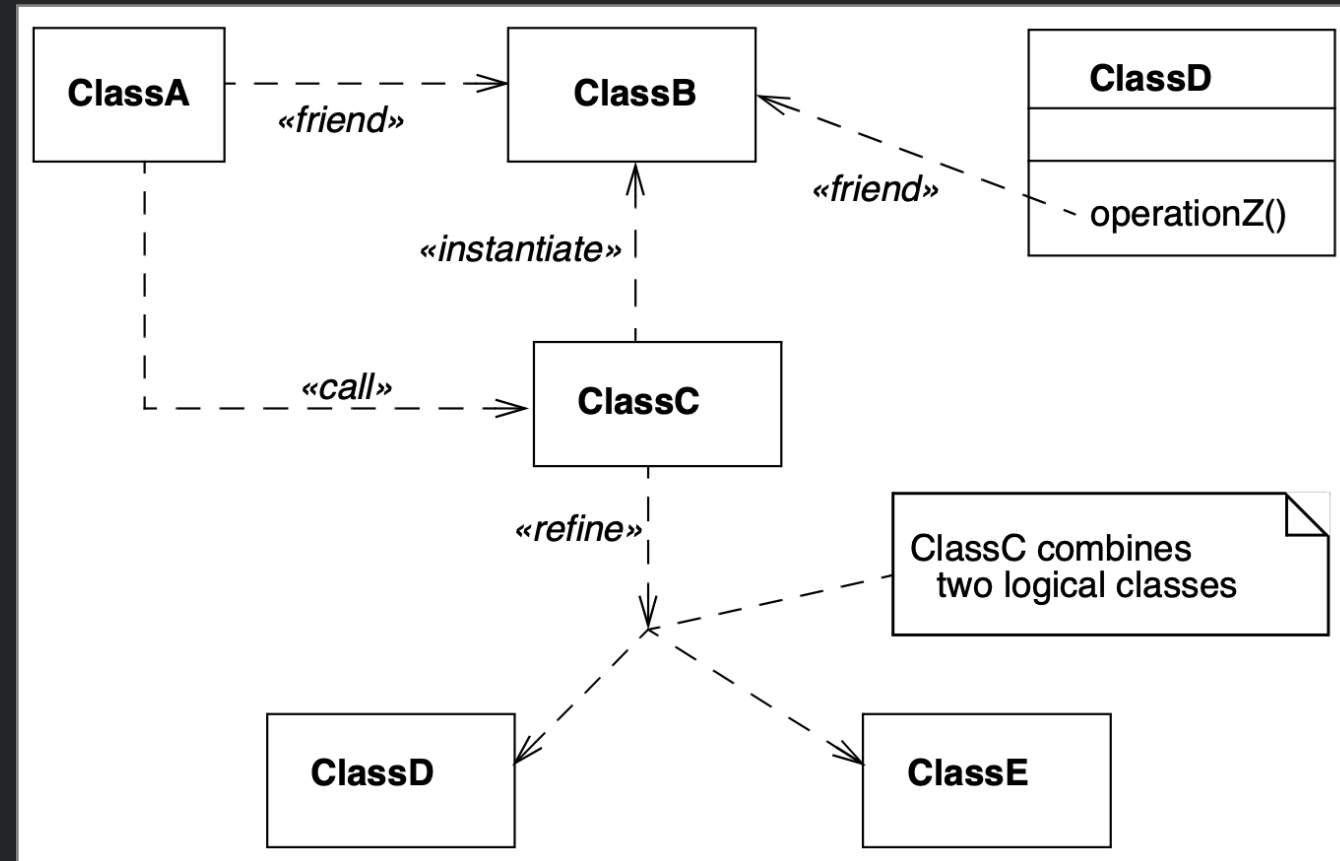 ClassA
ClassB
ClassD
«friend»
«friend»
operationZ()
«instantiate»
«call»
ClassC
«refine»
ClassC combines
two logical classes
ClassD
ClassE